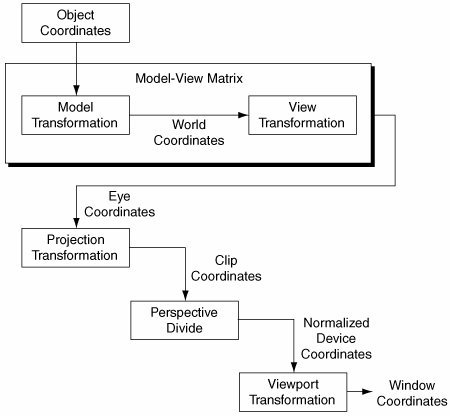 Object
Coordinates
Model-View Matrix
Model
Transformation
World
Coordinates
View
Transformation
Eye
Coordinates
Projection
Transformation
Clip
Coordinates
Perspective
Divide
Normalized
Device
Coordinates
Viewport
Transformation
Window
Coordinates